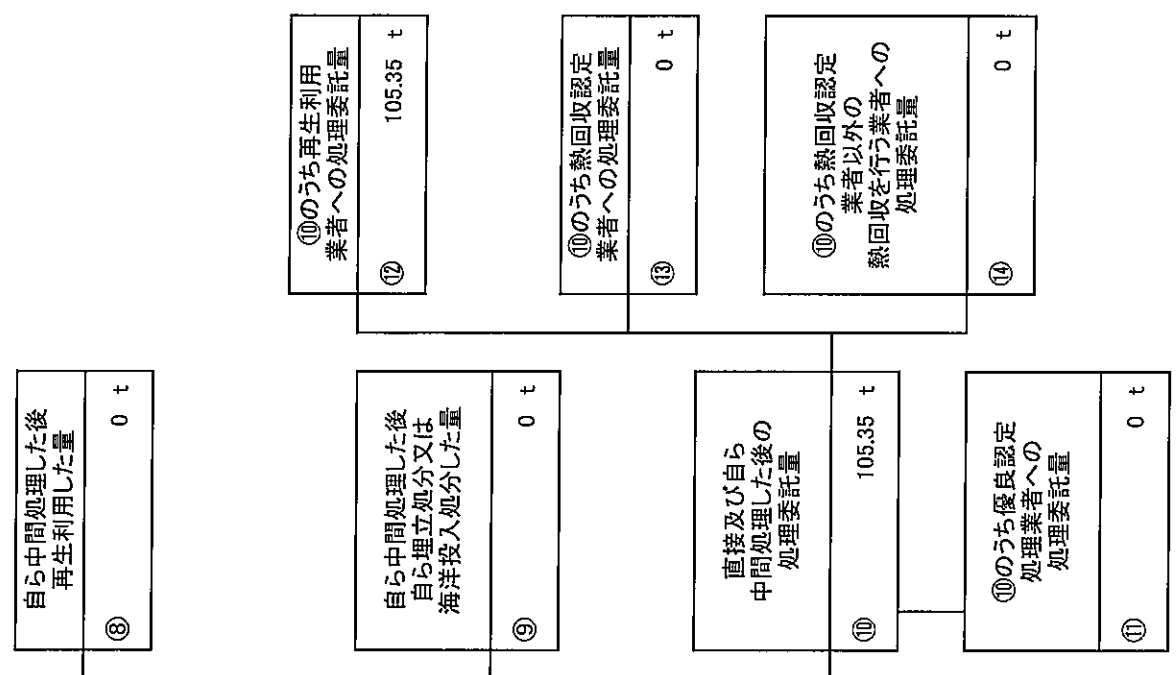 自ら中間処理した後
再生利用した量
⑧ 0 t
自ら中間処理した後
自ら埋立処分又は
海洋投入処分した量
⑨ 0 t
直接及び自ら
中間処理した後の
処理委託量
⑩ 105.35 t
⑩のうち優良認定
処理業者への
処理委託量
⑪ 0 t
⑩のうち再生利用
業者への処理委託量
⑫ 105.35 t
⑩のうち熱回収認定
業者への処理委託量
⑬ 0 t
⑩のうち熱回収認定
業者以外の
熱回収を行う業者への
処理委託量
⑭ 0 t